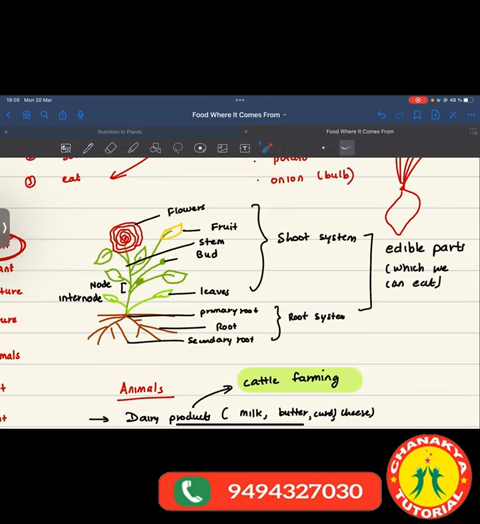 19:05 Mon 20 Mar
48 %
Food Where It Comes From
Nutrition in Plants
Food Where It Comes From
potato
③ eat
onion (bulb)
Flowers
Fruit
stem
Bud
Shoot system
Node
Internode
leaves
primary root
Root
Secundary root
Root system
edible parts
(which we
can eat)
ant
ture
ure
mals
Animals
cattle farming
→ Dairy products ( milk, butter, curd, cheese)
9494327030
CHANAKYA
TUTORIAL